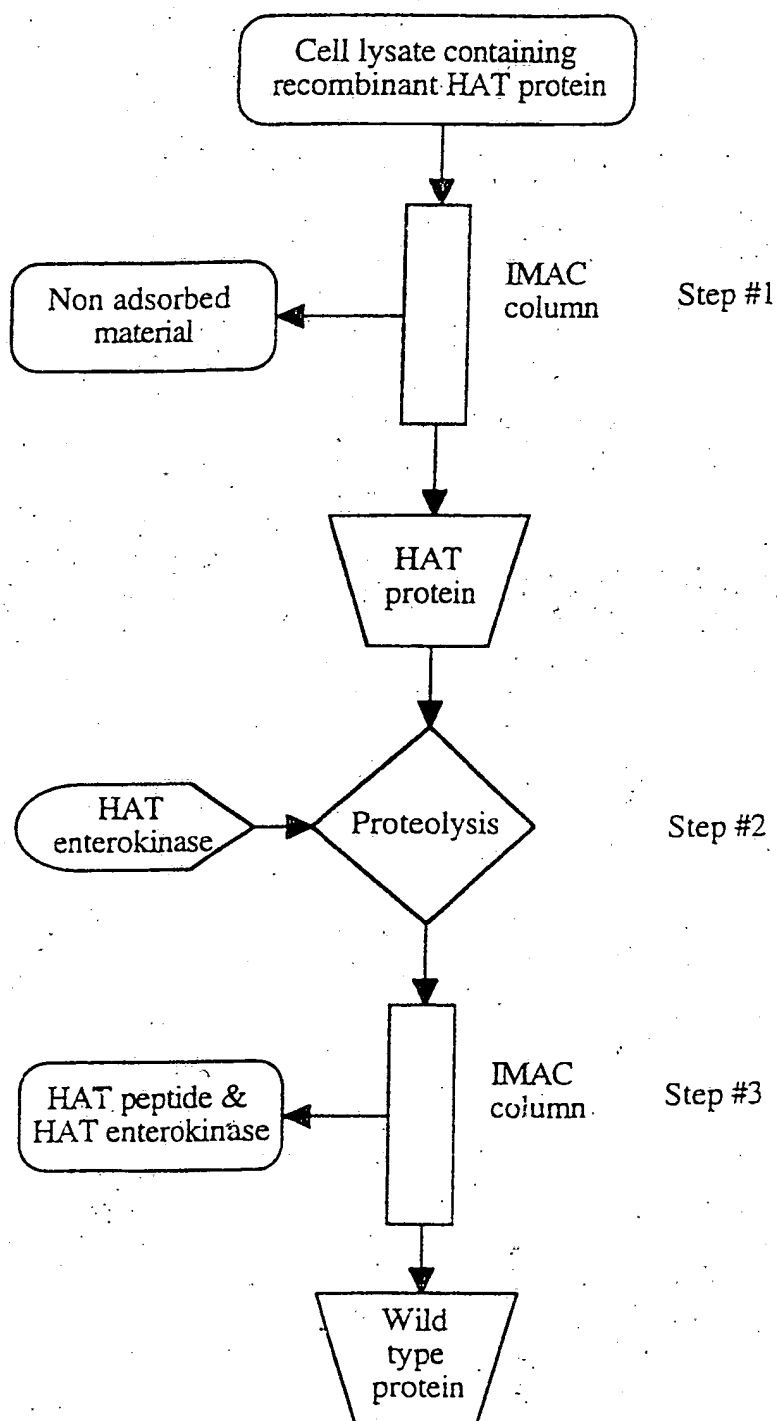 Cell lysate containing
recombinant HAT protein
IMAC
column
Step #1
Non adsorbed
material
HAT
protein
HAT
enterokinase
Proteolysis
Step #2
IMAC
column
Step #3
HAT peptide &
HAT enterokinase
Wild
type
protein